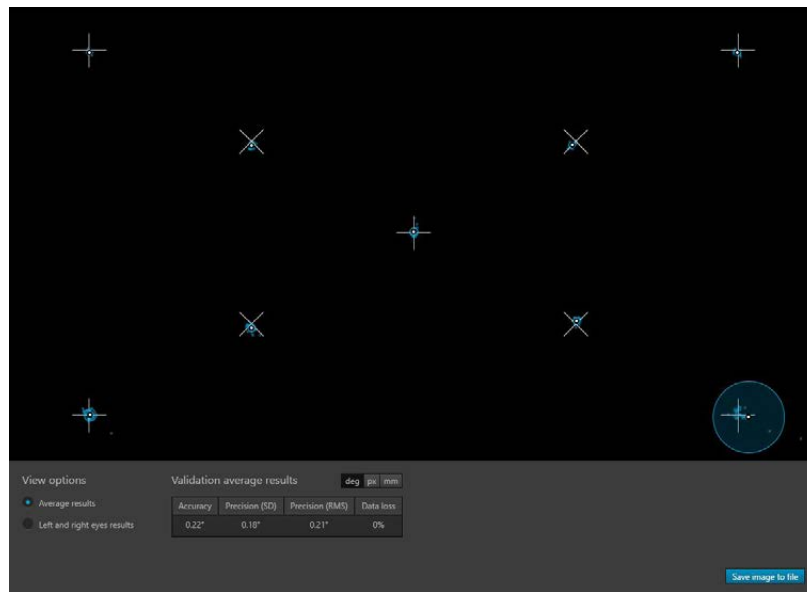 View options
Average results
Left and right eyes results
Validation average results
deg px mm
Accuracy Precision (SD) Precision (RMS) Data loss
0.22° 0.18° 0.21° 0%
Save image to file